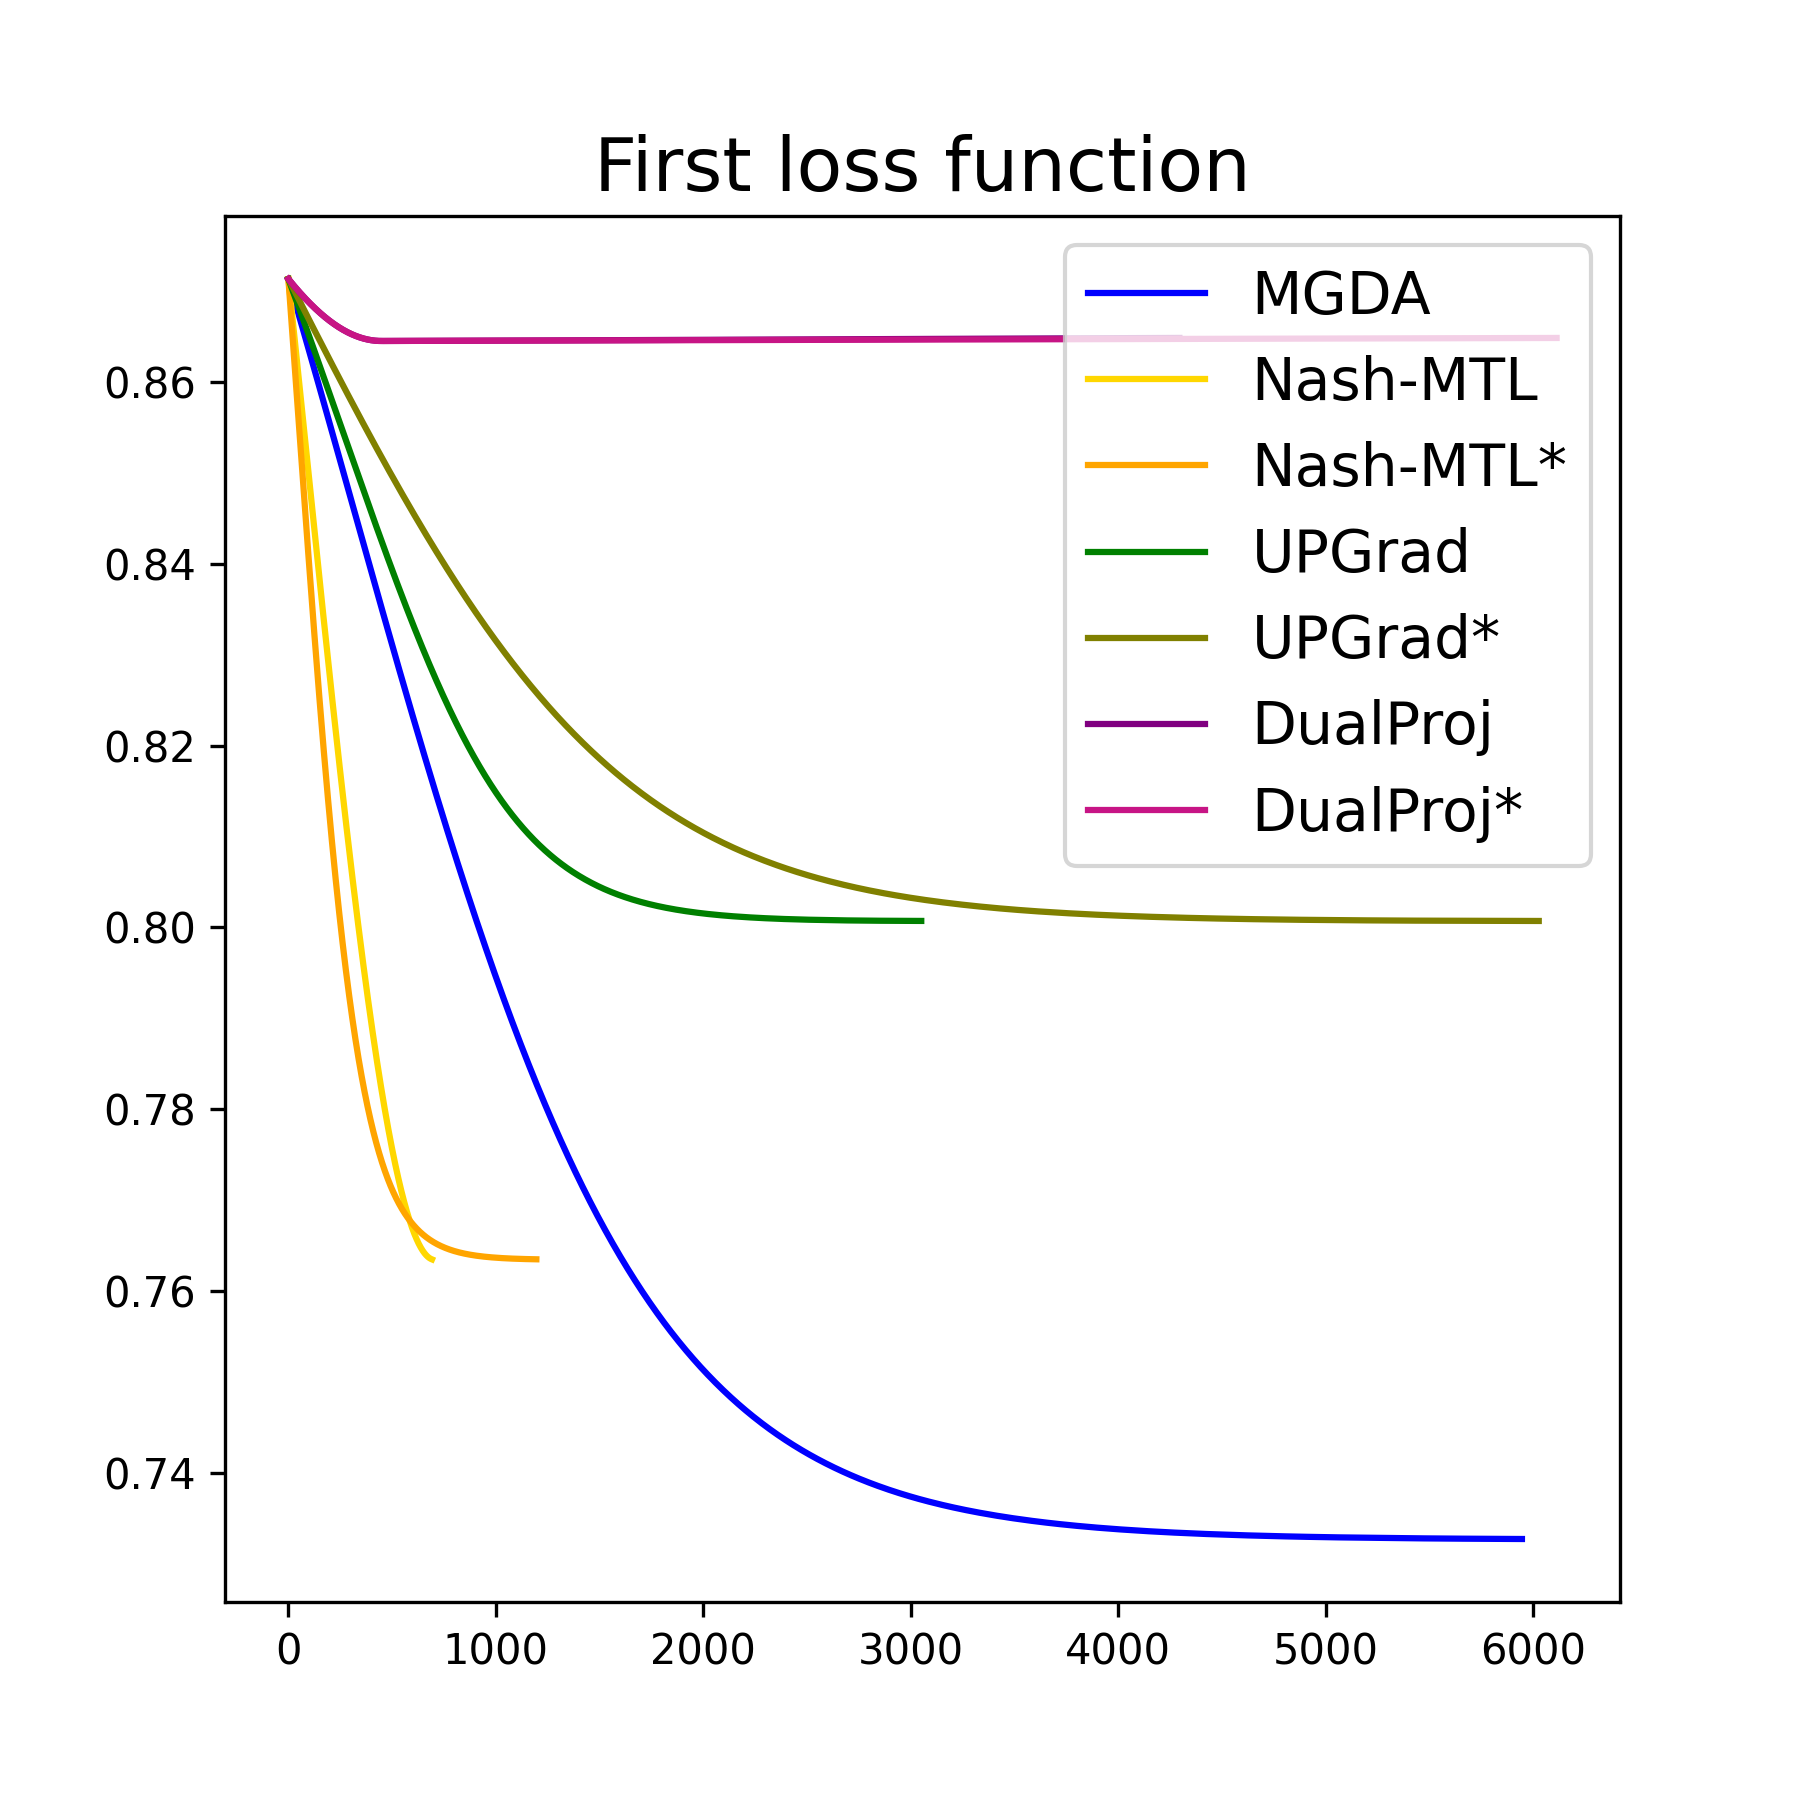 First loss function
MGDA
Nash-MTL
Nash-MTL*
UPGrad
UPGrad*
DualProj
DualProj*
0.86
0.84
0.82
0.80
0.78
0.76
0.74
0 1000 2000 3000 4000 5000 6000